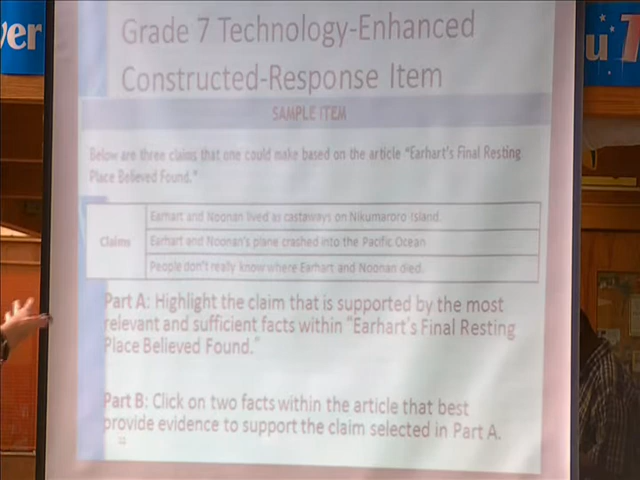 ver
uT
Grade 7 Technology-Enhanced
Constructed-Response Item
SAMPLE ITEM
Below are three claims that one could make based on the article "Earhart's Final Resting
Place Believed Found."
Claims
Earhart and Noonan lived as castaways on Nikumaroro Island.
Earhart and Noonan's plane crashed into the Pacific Ocean
People don't really know where Earhart and Noonan died.
Part A: Highlight the claim that is supported by the most
relevant and sufficient facts within "Earhart's Final Resting
Place Believed Found."
Part B: Click on two facts within the article that best
provide evidence to support the claim selected in Part A.